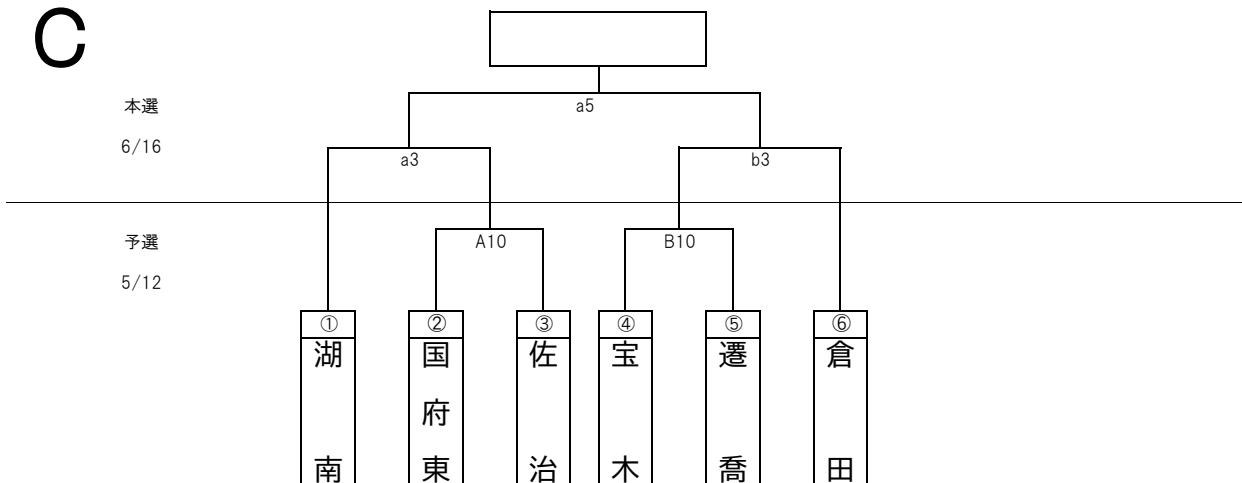 C
本選
a5
6/16
a3
b3
予選
A10
B10
5/12
①
②
③
④
⑤
⑥
湖南
国府東
佐治
宝木
遷喬
倉田